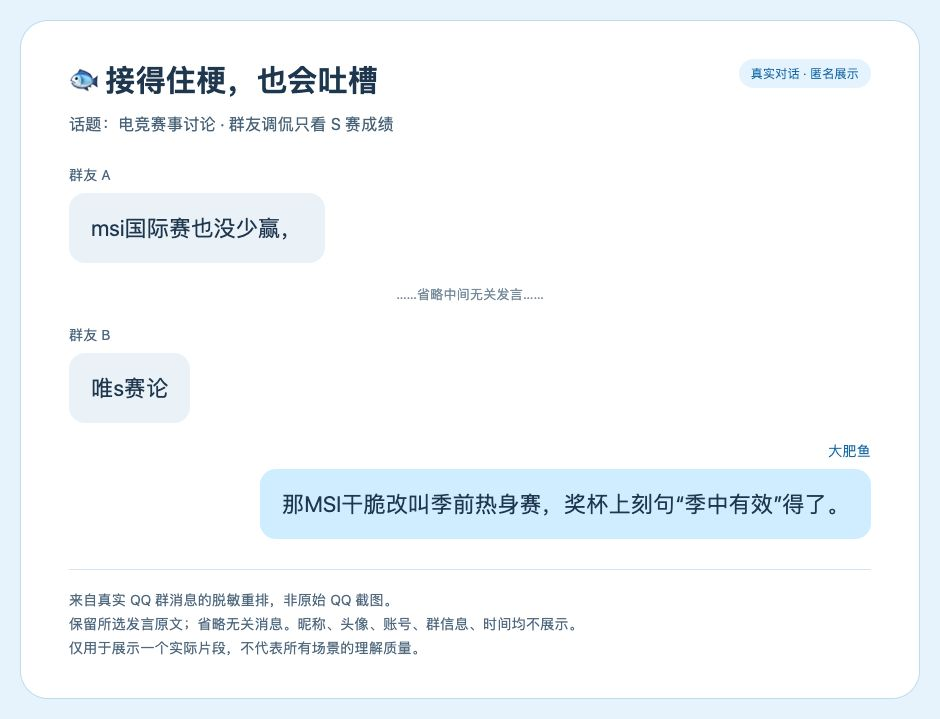 🐟 接得住梗，也会吐槽
真实对话 · 匿名展示
话题：电竞赛事讨论 · 群友调侃只看 S 赛成绩
群友 A
msi国际赛也没少赢，
……省略中间无关发言……
群友 B
唯s赛论
大肥鱼
那MSI干脆改叫季前热身赛，奖杯上刻句“季中有效”得了。
来自真实 QQ 群消息的脱敏重排，非原始 QQ 截图。
保留所选发言原文；省略无关消息。昵称、头像、账号、群信息、时间均不展示。
仅用于展示一个实际片段，不代表所有场景的理解质量。